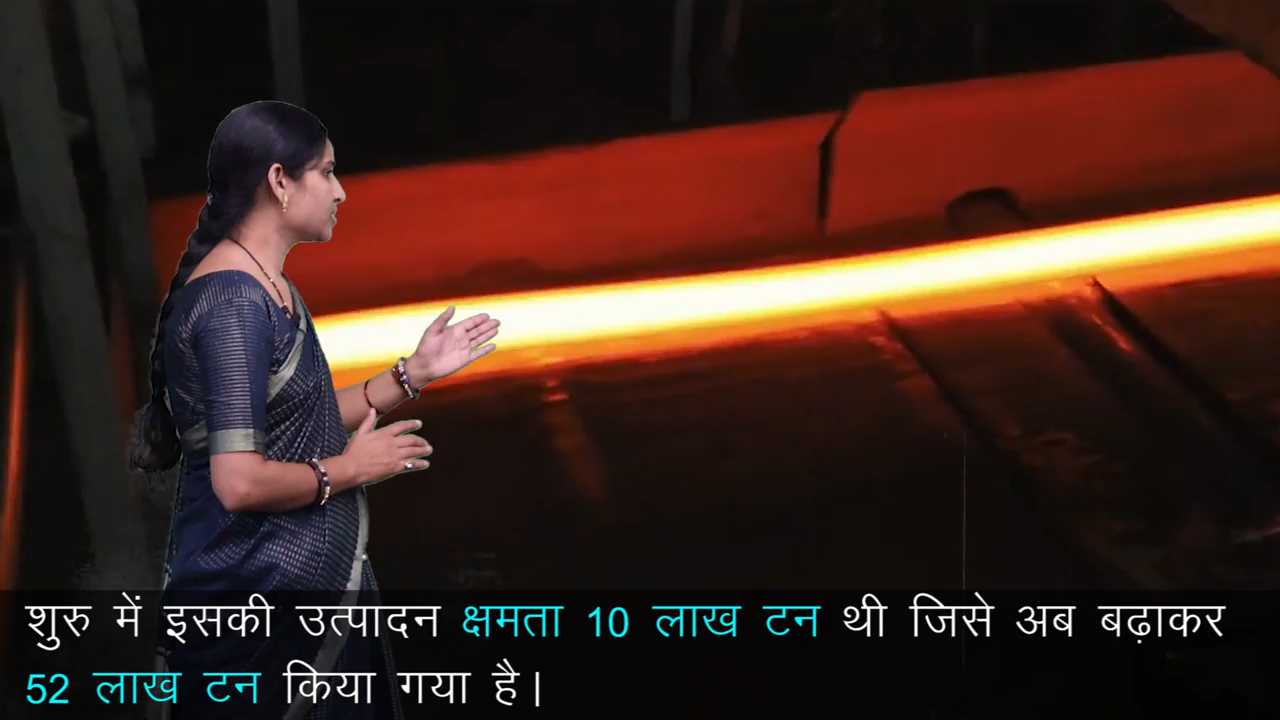 शुरु में इसकी उत्पादन क्षमता 10 लाख टन थी जिसे अब बढ़ाकर
52 लाख टन किया गया है।